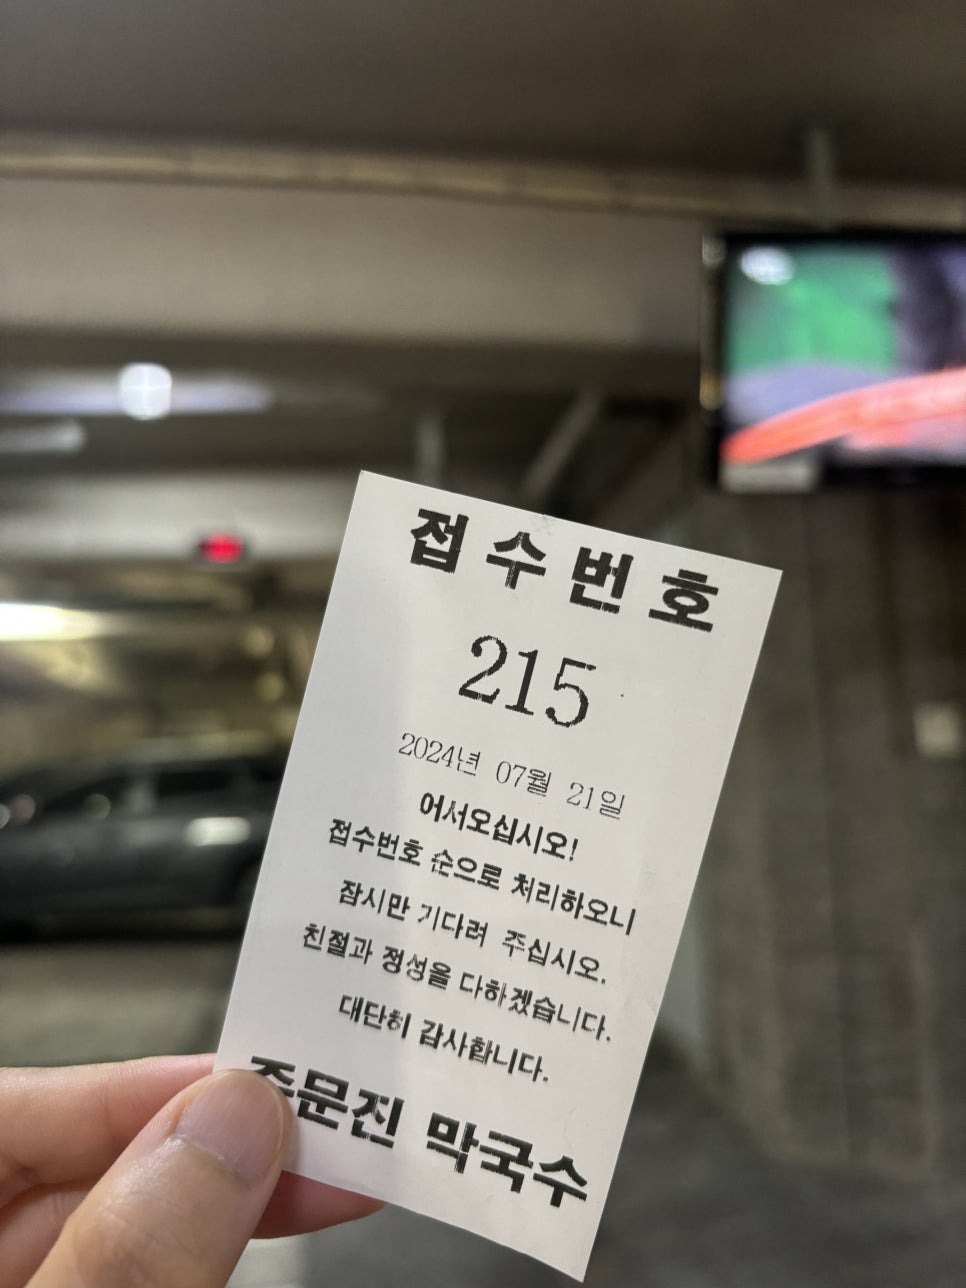 접수번호
215
2024년 07월 21일
어서오십시오!
접수번호 순으로 처리하오니
잠시만 기다려 주십시오.
친절과 정성을 다하겠습니다.
대단히 감사합니다.
주문진 막국수